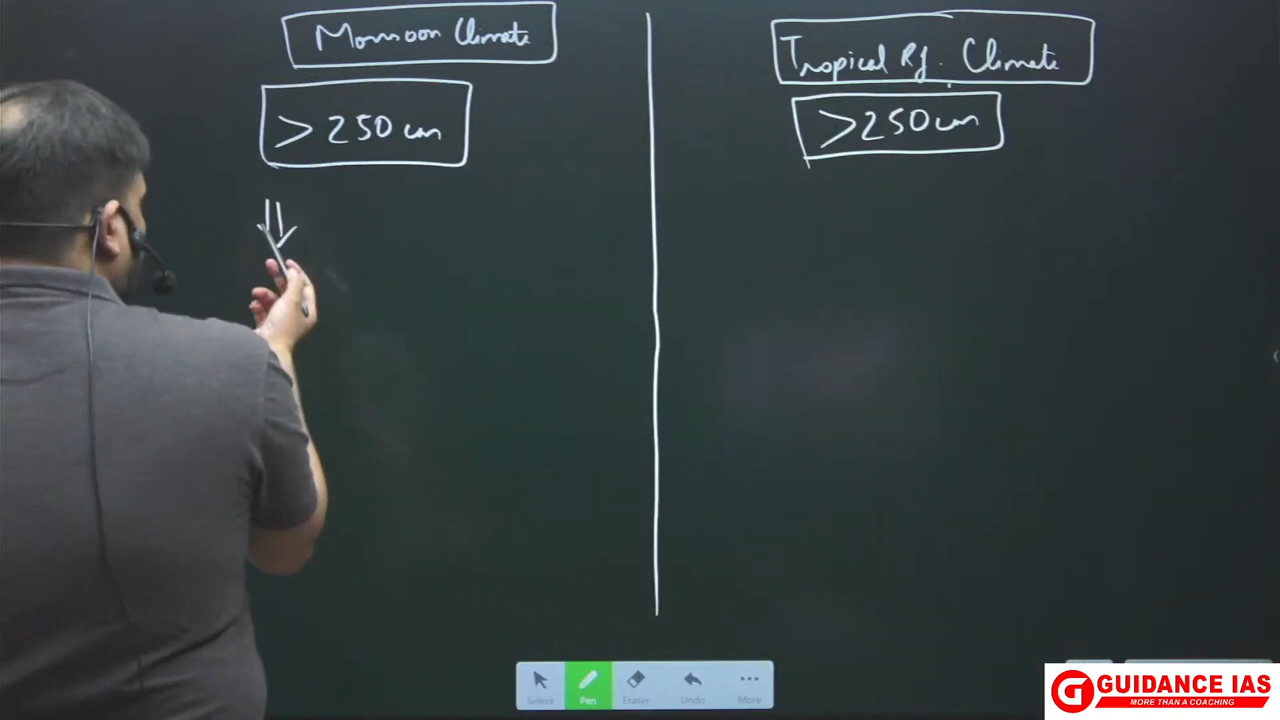 Monsoon Climate
> 250 cm
Tropical Rf. Climate
>250 cm
Select
Pen
Eraser
Undo
More
GUIDANCE IAS
MORE THAN A COACHING